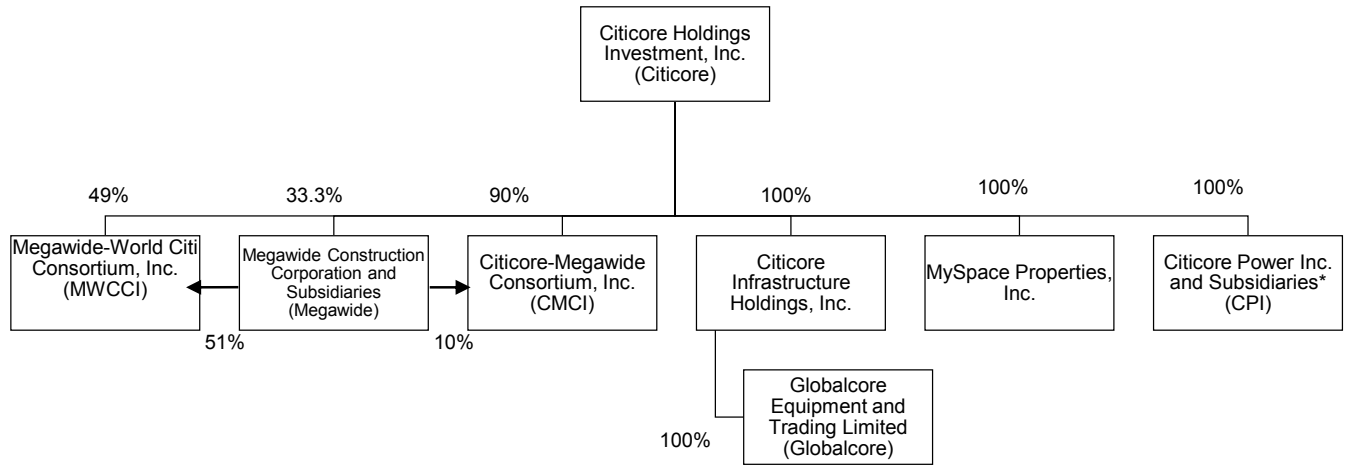 Citicore Holdings
Investment, Inc.
(Citicore)
49%
33.3%
90%
100%
100%
100%
Megawide-World Citi
Consortium, Inc.
(MWCCI)
Megawide Construction
Corporation and
Subsidiaries
(Megawide)
Citicore-Megawide
Consortium, Inc.
(CMCI)
Citicore
Infrastructure
Holdings, Inc.
MySpace Properties,
Inc.
Citicore Power Inc.
and Subsidiaries*
(CPI)
51%
10%
Globalcore
Equipment and
Trading Limited
(Globalcore)
100%